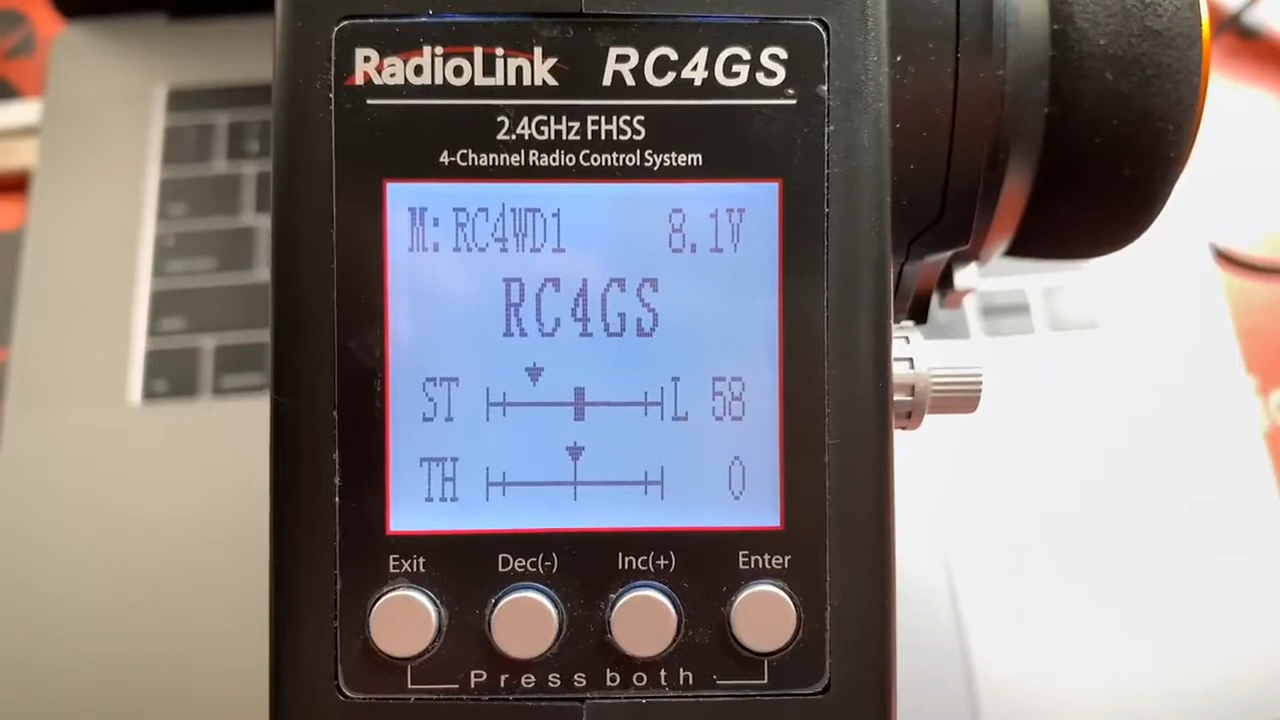 RadioLink RC4GS
2.4GHz FHSS
4-Channel Radio Control System
M: RC4WD1 8.1V
RC4GS
ST L 58
TH 0
Exit Dec(-) Inc(+) Enter
Press both